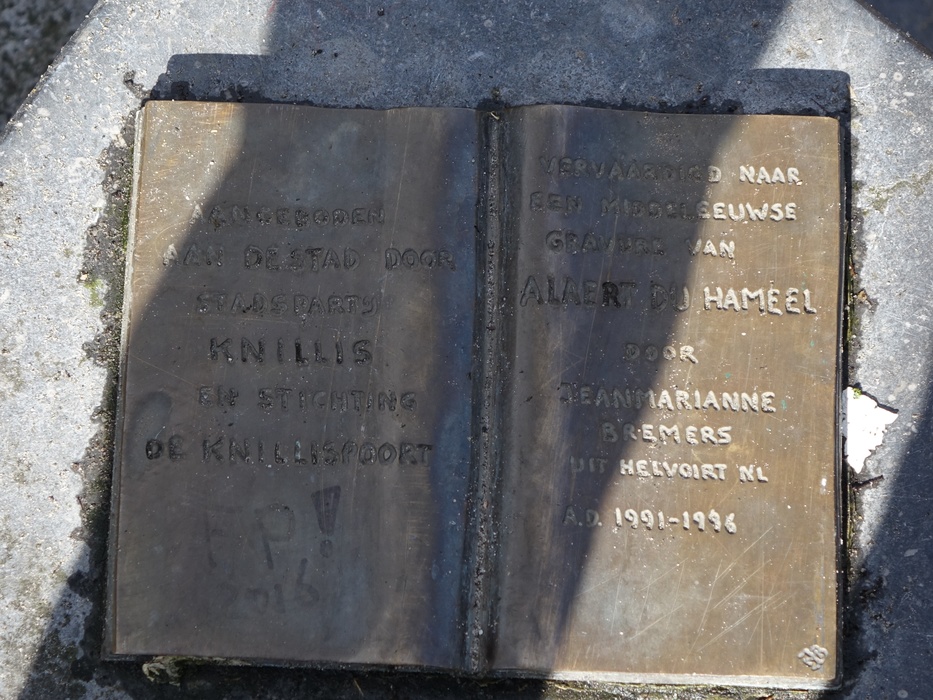 AANGEBODEN
AAN DE STAD DOOR
STADSPARTY
KNILLIS
EN STICHTING
DE KNILLISPOORT
VERVAARDIGD NAAR
EEN MIDDELEEUWSE
GRAVURE VAN
ALAERT DU HAMEEL
DOOR
JEANMARIANNE
BREMERS
UIT HELVOIRT NL
A.D. 1991-1996